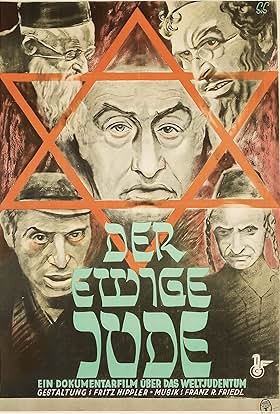 DER
EWIGE
JUDE
EIN DOKUMENTARFILM ÜBER DAS WELTJUDENTUM
GESTALTUNG: FRITZ HIPPLER • MUSIK: FRANZ R. FRIEDL